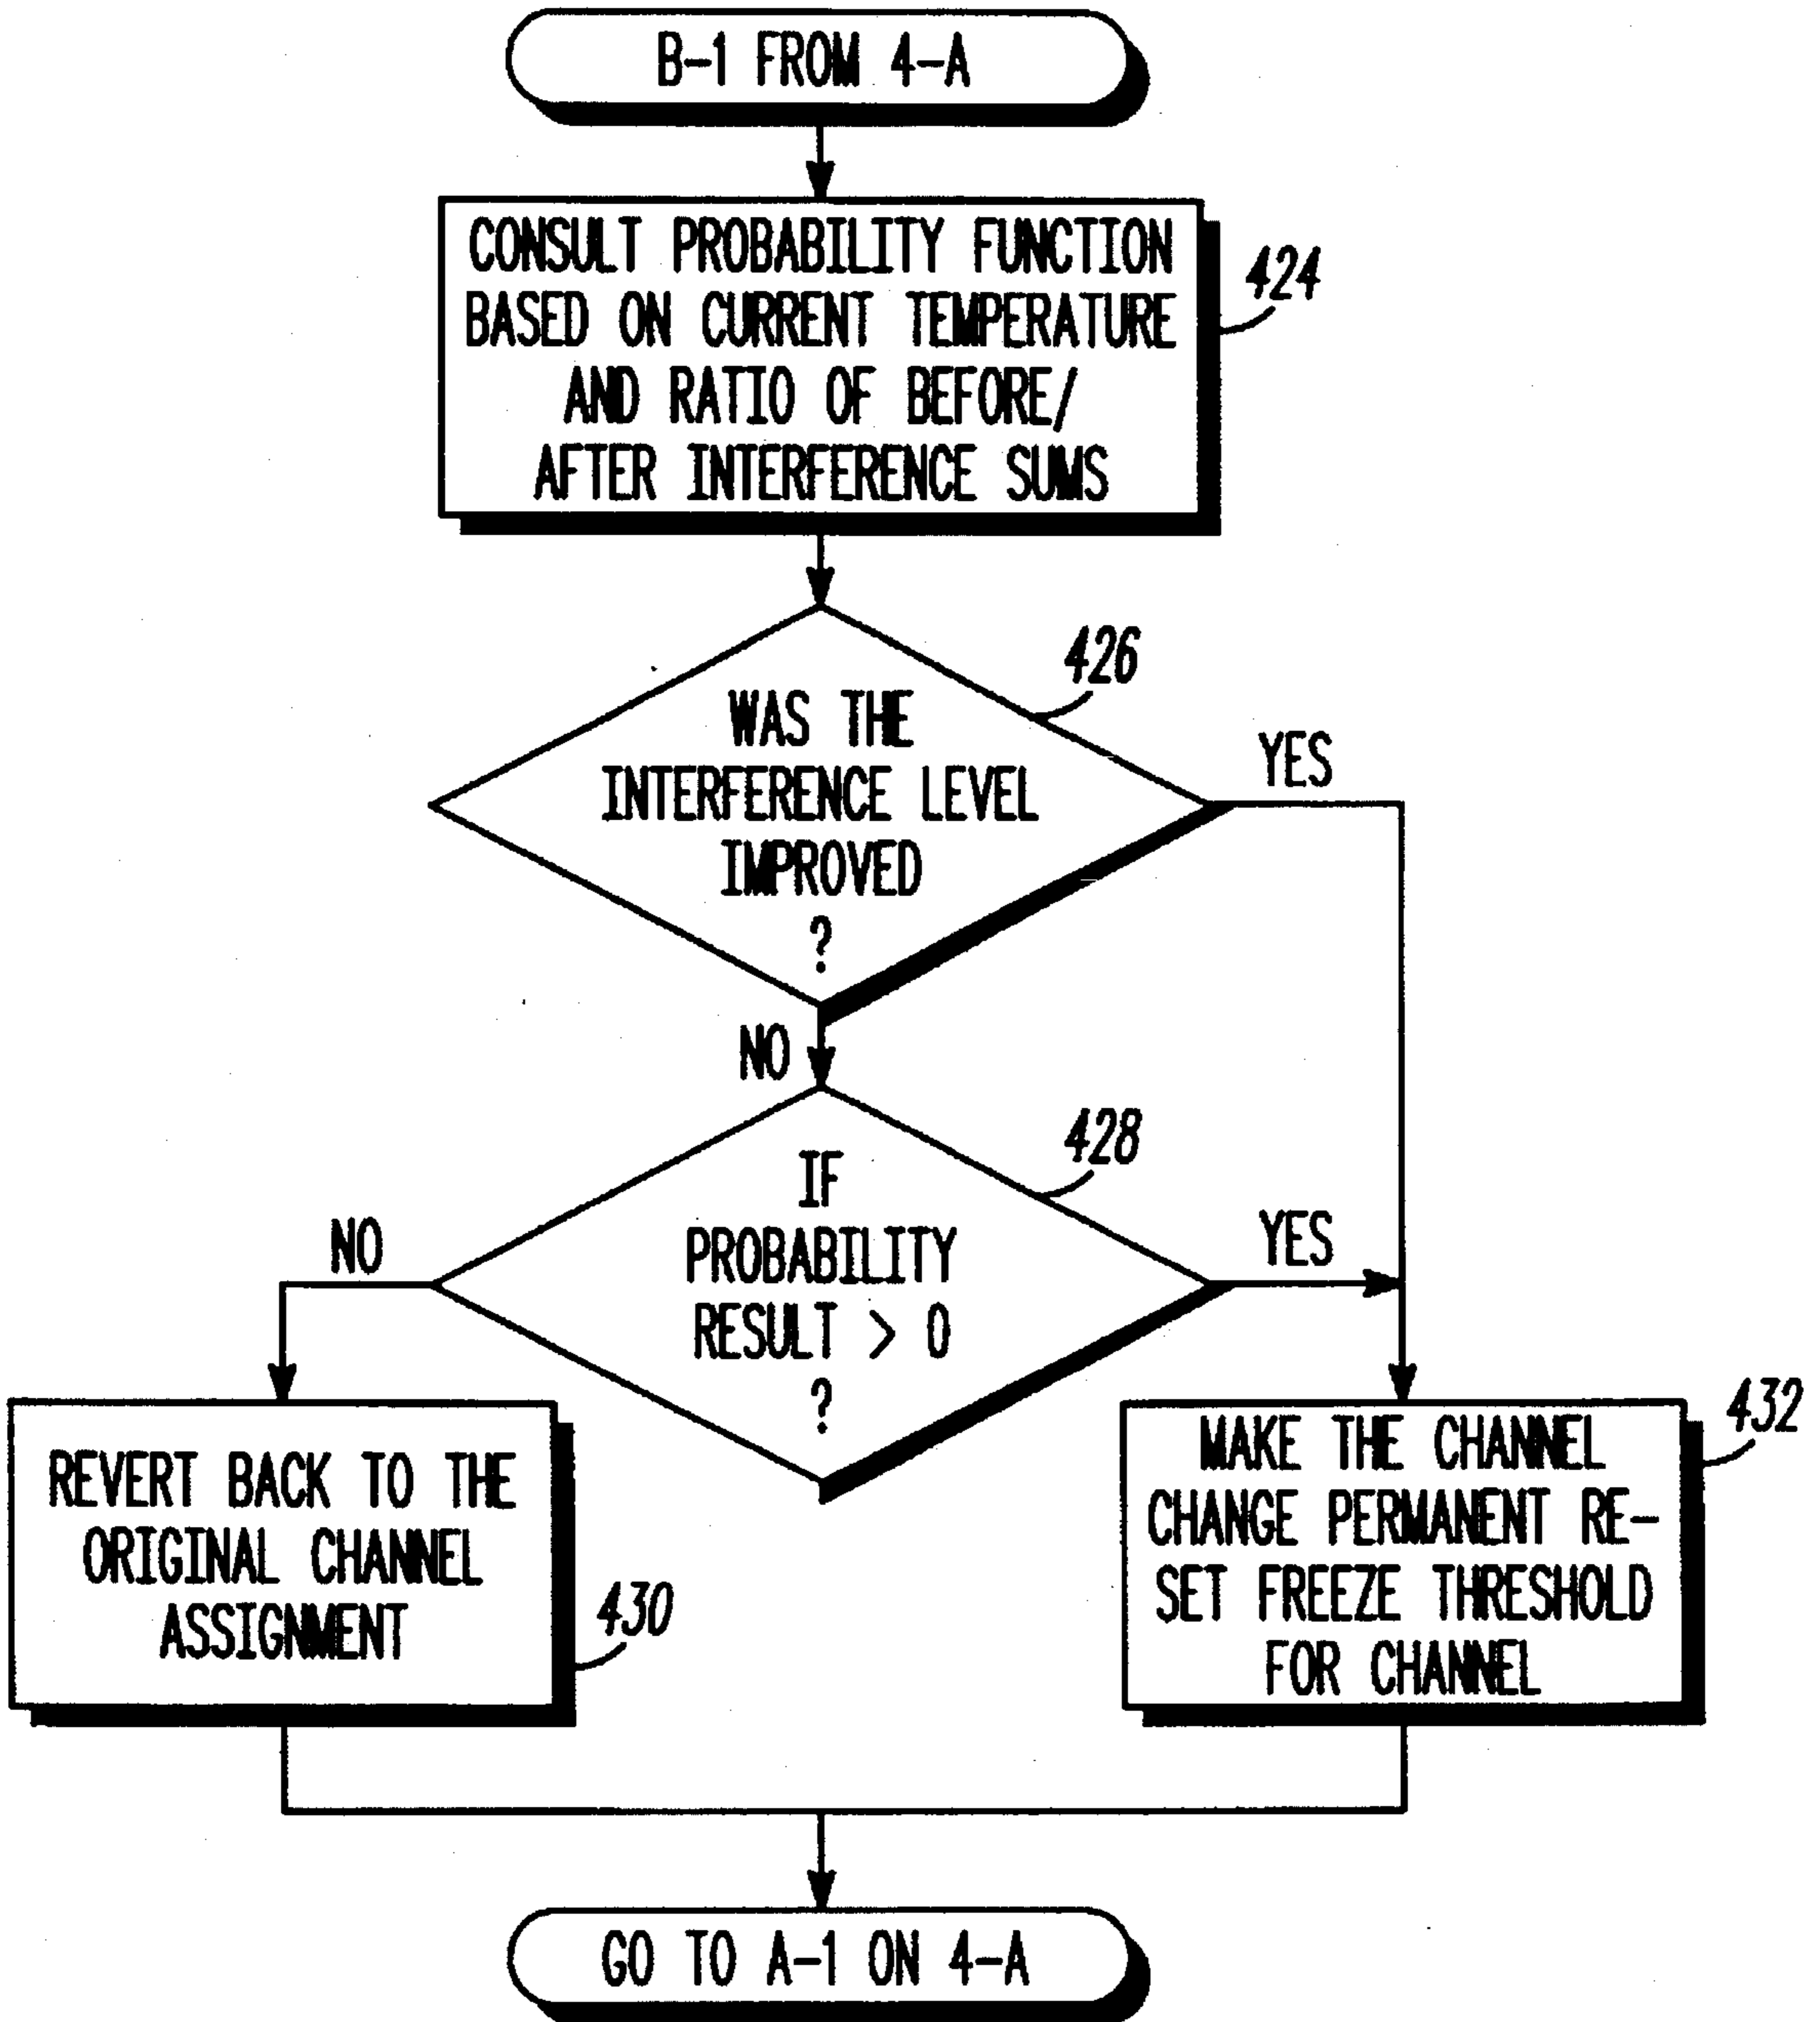 B-1 FROM 4-A
CONSULT PROBABILITY FUNCTION
BASED ON CURRENT TEMPERATURE
AND RATIO OF BEFORE/
AFTER INTERFERENCE SUMS
424
WAS THE
INTERFERENCE LEVEL
IMPROVED
?
426
YES
NO
IF
PROBABILITY
RESULT > 0
?
428
NO
YES
REVERT BACK TO THE
ORIGINAL CHANNEL
ASSIGNMENT
430
MAKE THE CHANNEL
CHANGE PERMANENT RE-
SET FREEZE THRESHOLD
FOR CHANNEL
432
GO TO A-1 ON 4-A